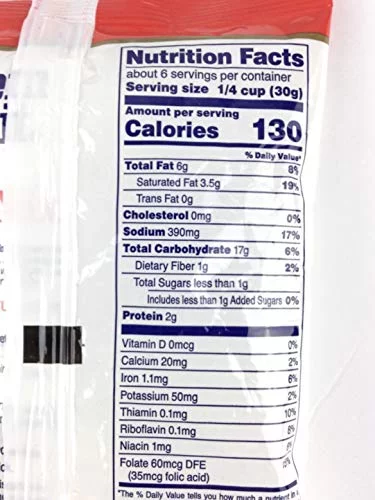 Nutrition Facts
about 6 servings per container
Serving size 1/4 cup (30g)
Amount per serving
Calories 130
% Daily Value*
Total Fat 6g 8%
Saturated Fat 3.5g 19%
Trans Fat 0g
Cholesterol 0mg 0%
Sodium 390mg 17%
Total Carbohydrate 17g 6%
Dietary Fiber 1g 2%
Total Sugars less than 1g
Includes less than 1g Added Sugars 0%
Protein 2g
Vitamin D 0mcg 0%
Calcium 20mg 2%
Iron 1.1mg 6%
Potassium 50mg 2%
Thiamin 0.1mg 10%
Riboflavin 0.1mg 8%
Niacin 1mg
Folate 60mcg DFE
(35mcg folic acid)
*The % Daily Value tells you how much a nutrient in a